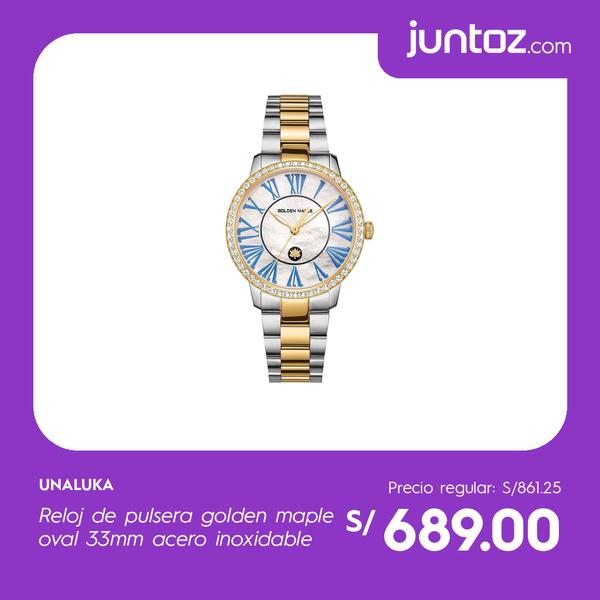 juntoz.com
GOLDEN MAPLE
UNALUKA
Reloj de pulsera golden maple
oval 33mm acero inoxidable
Precio regular: S/861.25
S/ 689.00